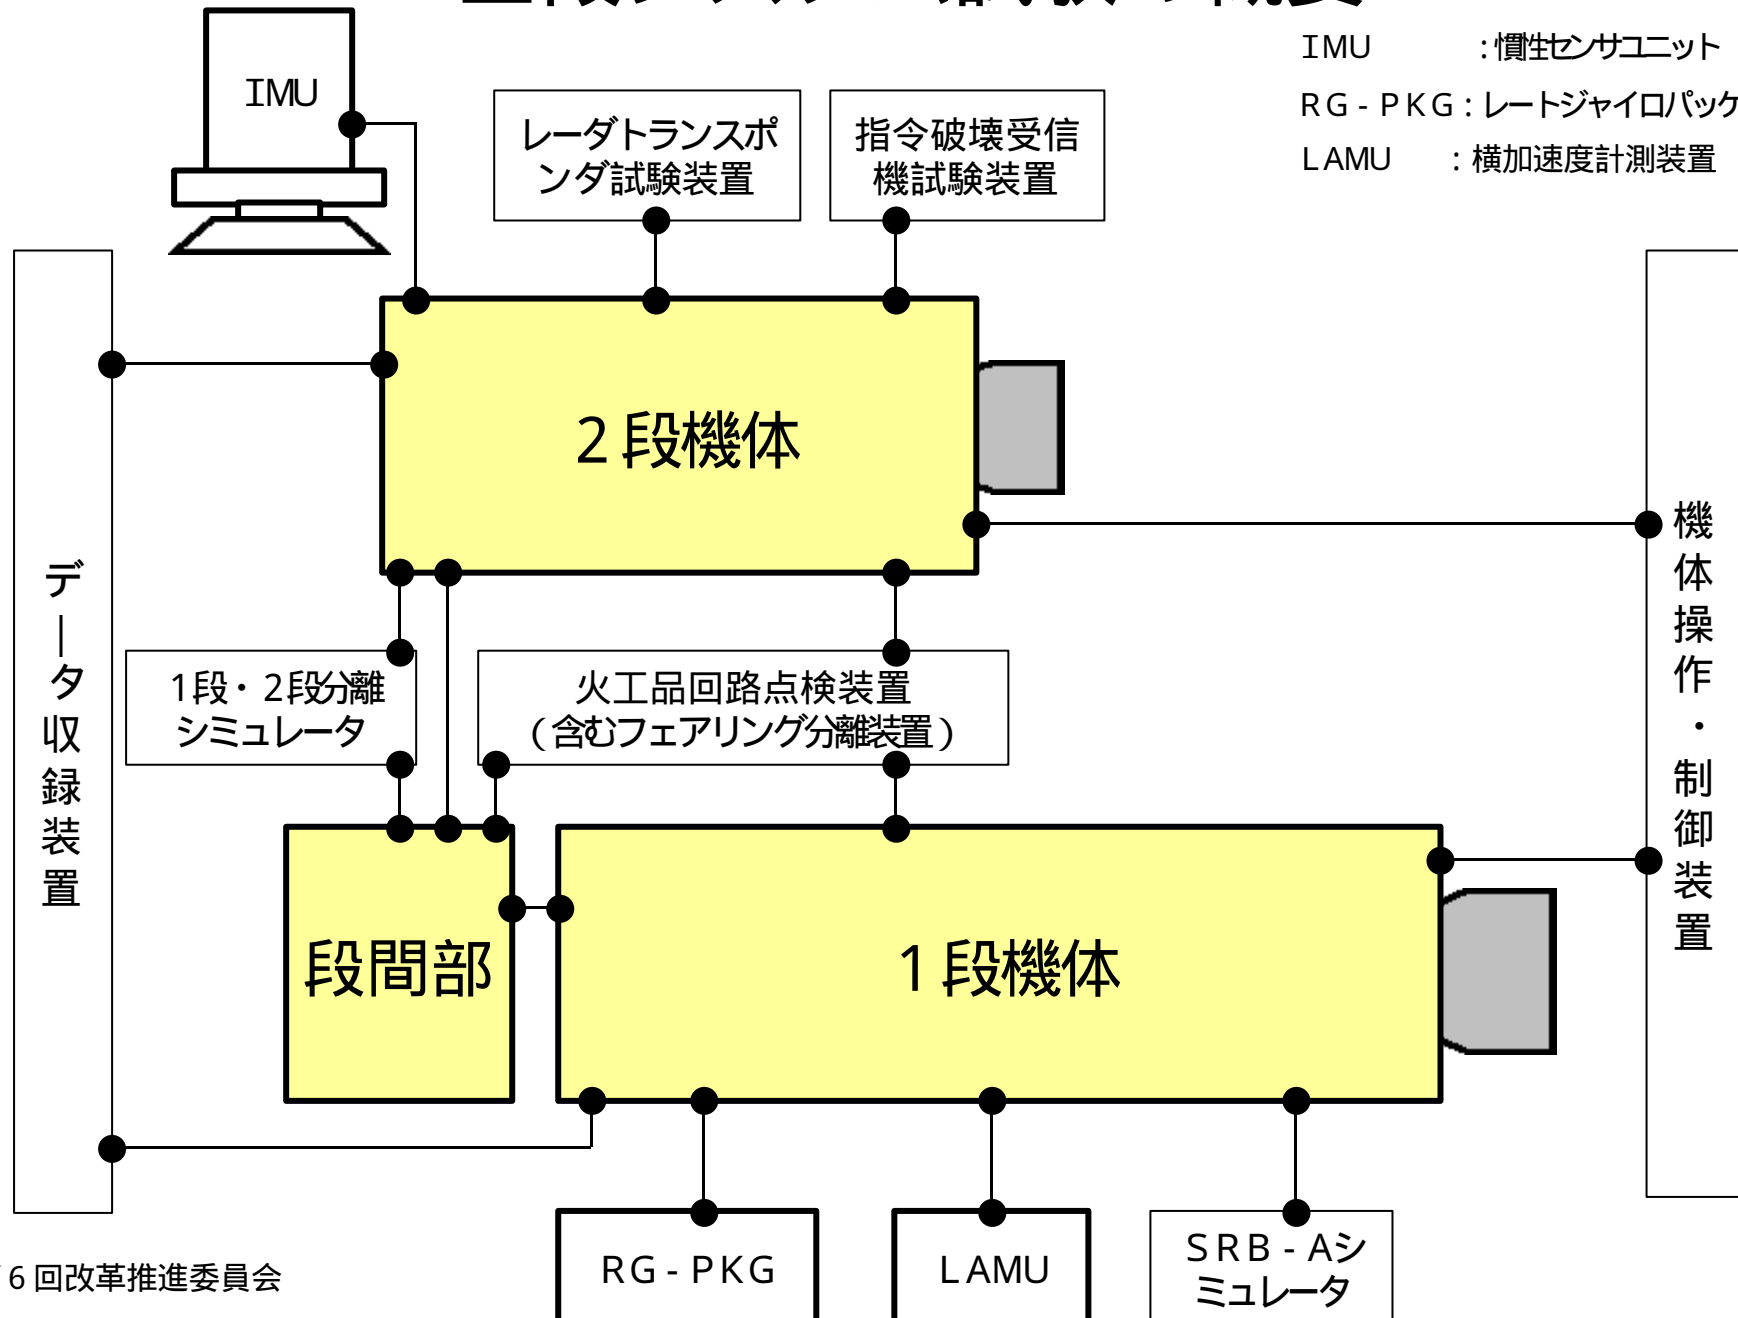 IMU :慣性センサユニット
RG-PKG:レートジャイロパッケ
LAMU :横加速度計測装置
IMU
レーダトランスポ
ンダ試験装置
指令破壊受信
機試験装置
2段機体
データ収録装置
機体操作・制御装置
1段・2段分離
シミュレータ
火工品回路点検装置
(含むフェアリング分離装置)
段間部
1段機体
RG-PKG
LAMU
SRB-Aシ
ミュレータ
6回改革推進委員会